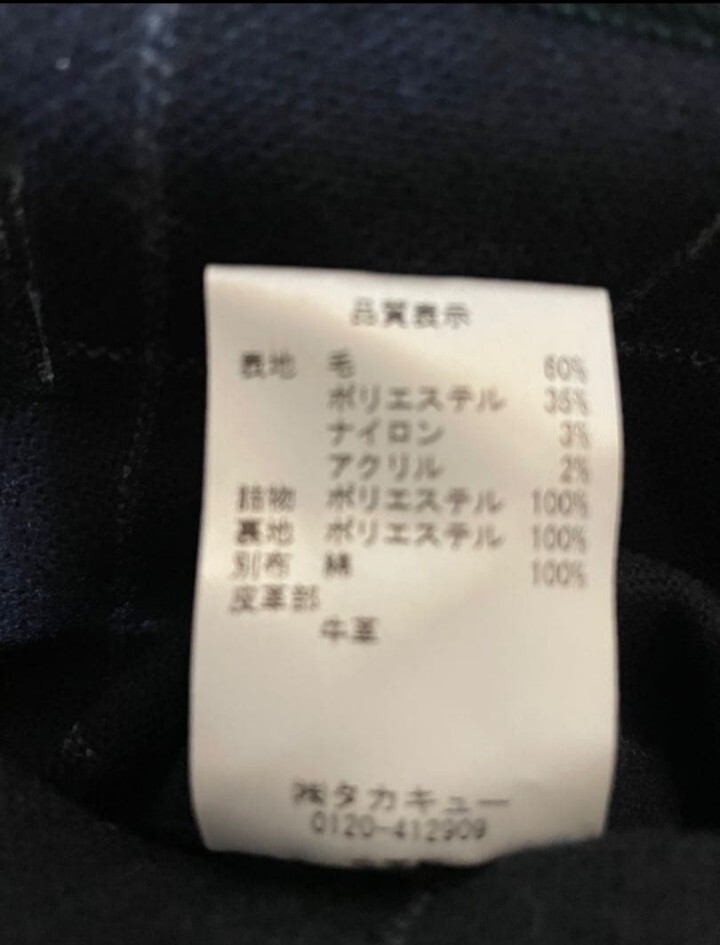 品質表示
表地 毛 60%
ポリエステル 35%
ナイロン 3%
アクリル 2%
詰物 ポリエステル 100%
裏地 ポリエステル 100%
別布 綿 100%
皮革部
牛革
㈱タカキュー
0120-412909